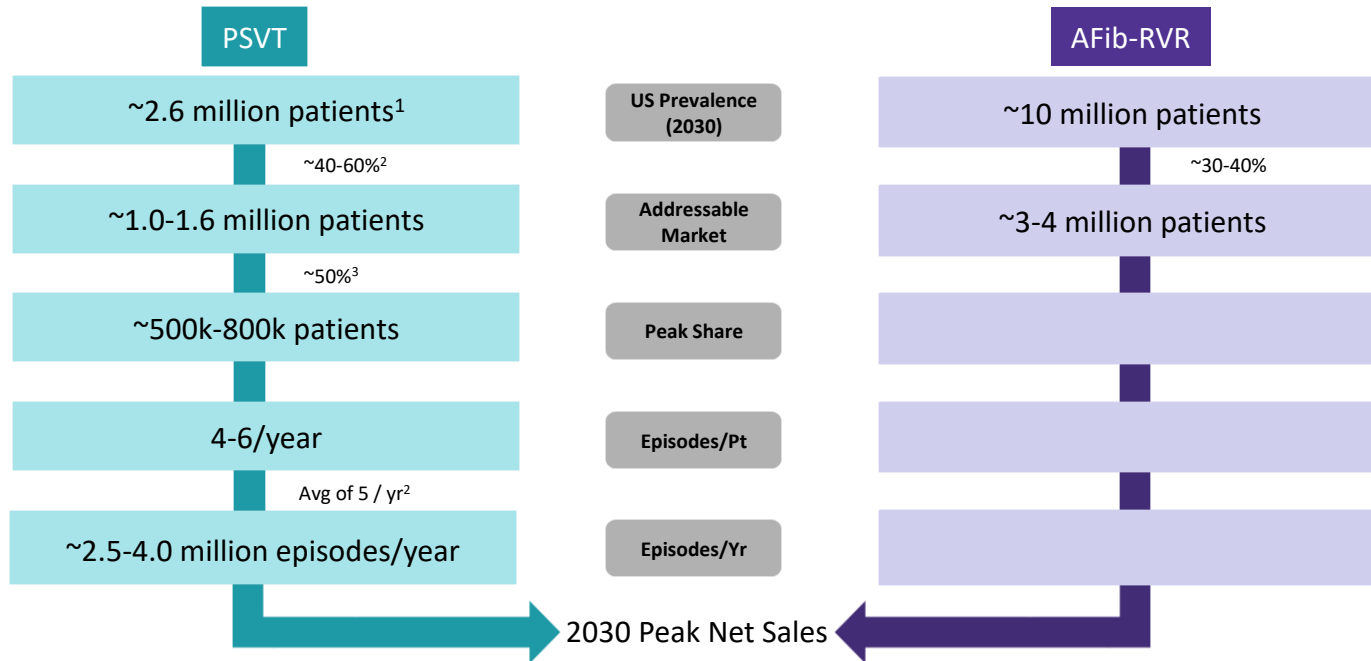 PSVT
AFib-RVR
~2.6 million patients¹
US Prevalence
(2030)
~10 million patients
~40-60%²
~30-40%
~1.0-1.6 million patients
Addressable
Market
~3-4 million patients
~50%³
~500k-800k patients
Peak Share
4-6/year
Episodes/Pt
Avg of 5 / yr²
~2.5-4.0 million episodes/year
Episodes/Yr
2030 Peak Net Sales